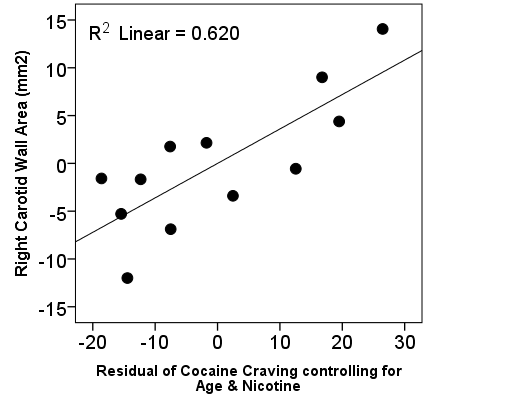 R² Linear = 0.620
15
10
5
0
-5
-10
-15
Right Carotid Wall Area (mm2)
-20 -10 0 10 20 30
Residual of Cocaine Craving controlling for
Age & Nicotine